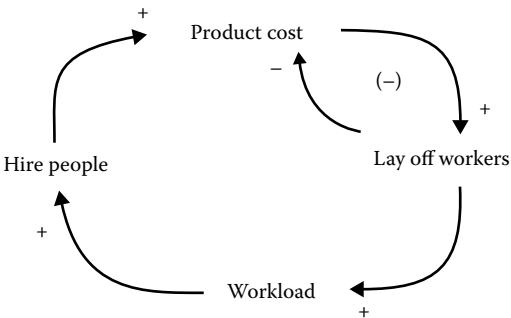 +
Product cost
–
(–)
+
Hire people
Lay off workers
+
Workload
+